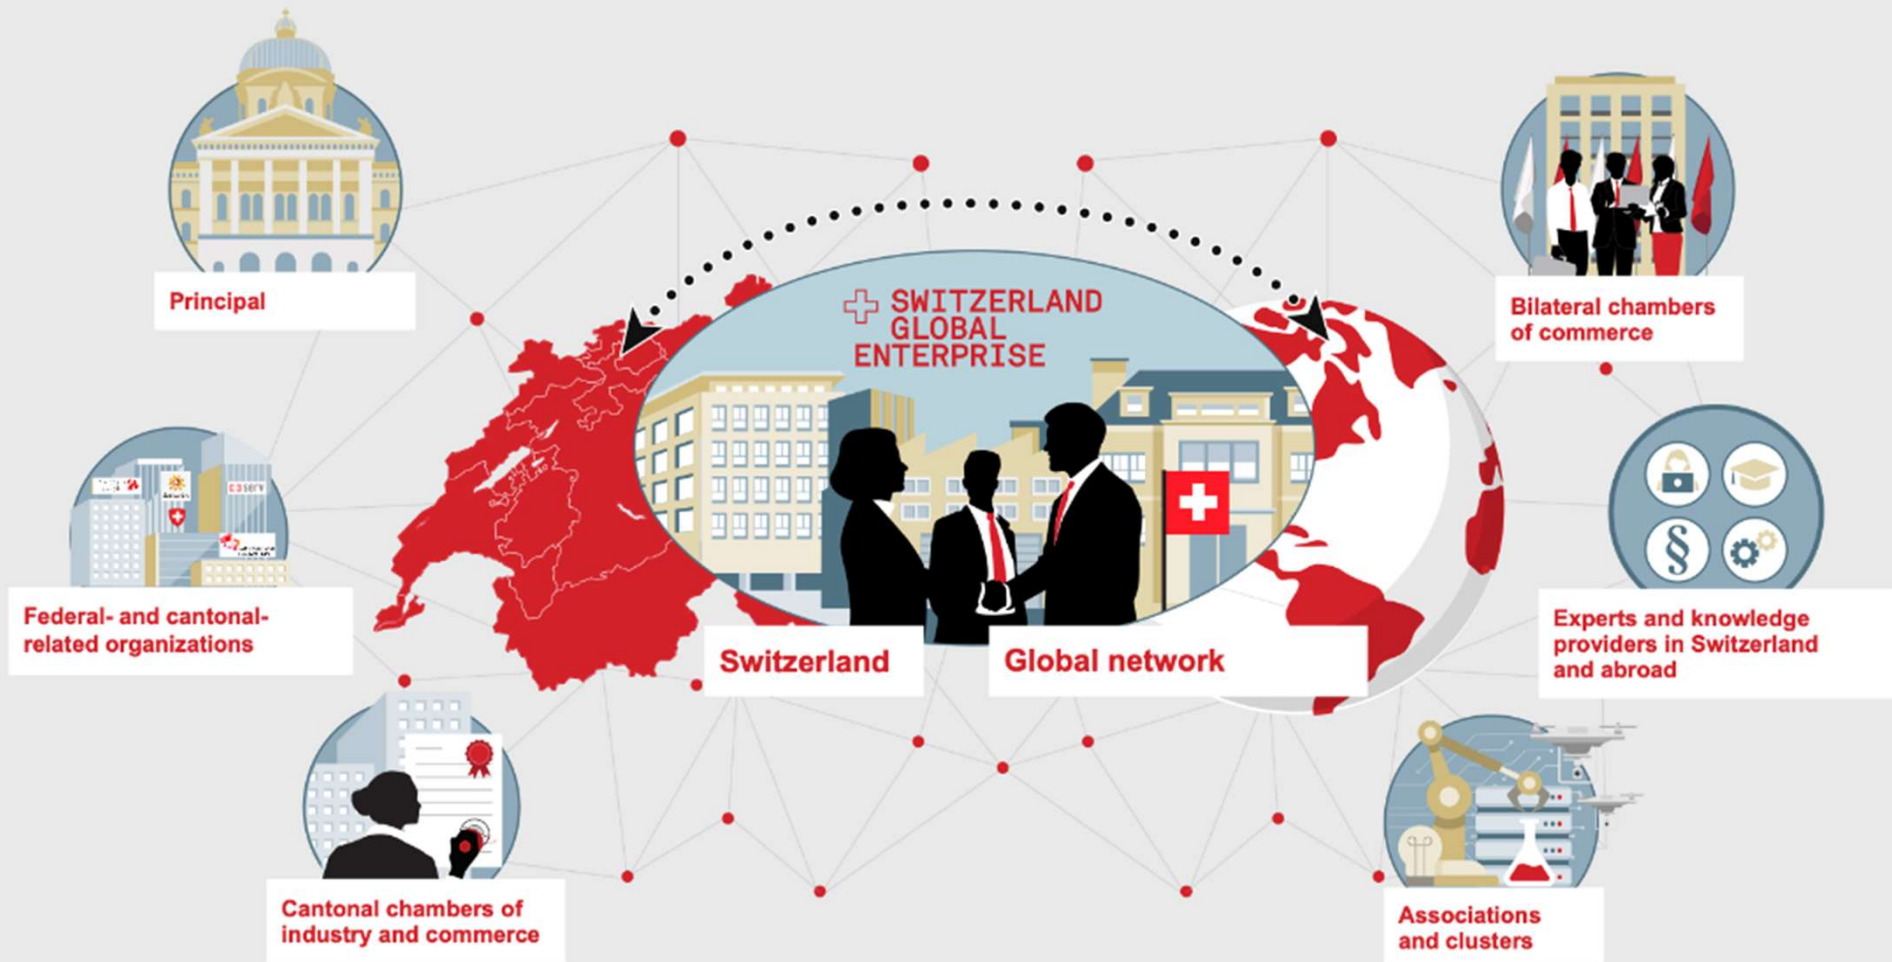 SWITZERLAND
GLOBAL
ENTERPRISE
Principal
Bilateral chambers
of commerce
Federal- and cantonal-
related organizations
§
Experts and knowledge
providers in Switzerland
and abroad
Switzerland
Global network
Cantonal chambers of
industry and commerce
Associations
and clusters